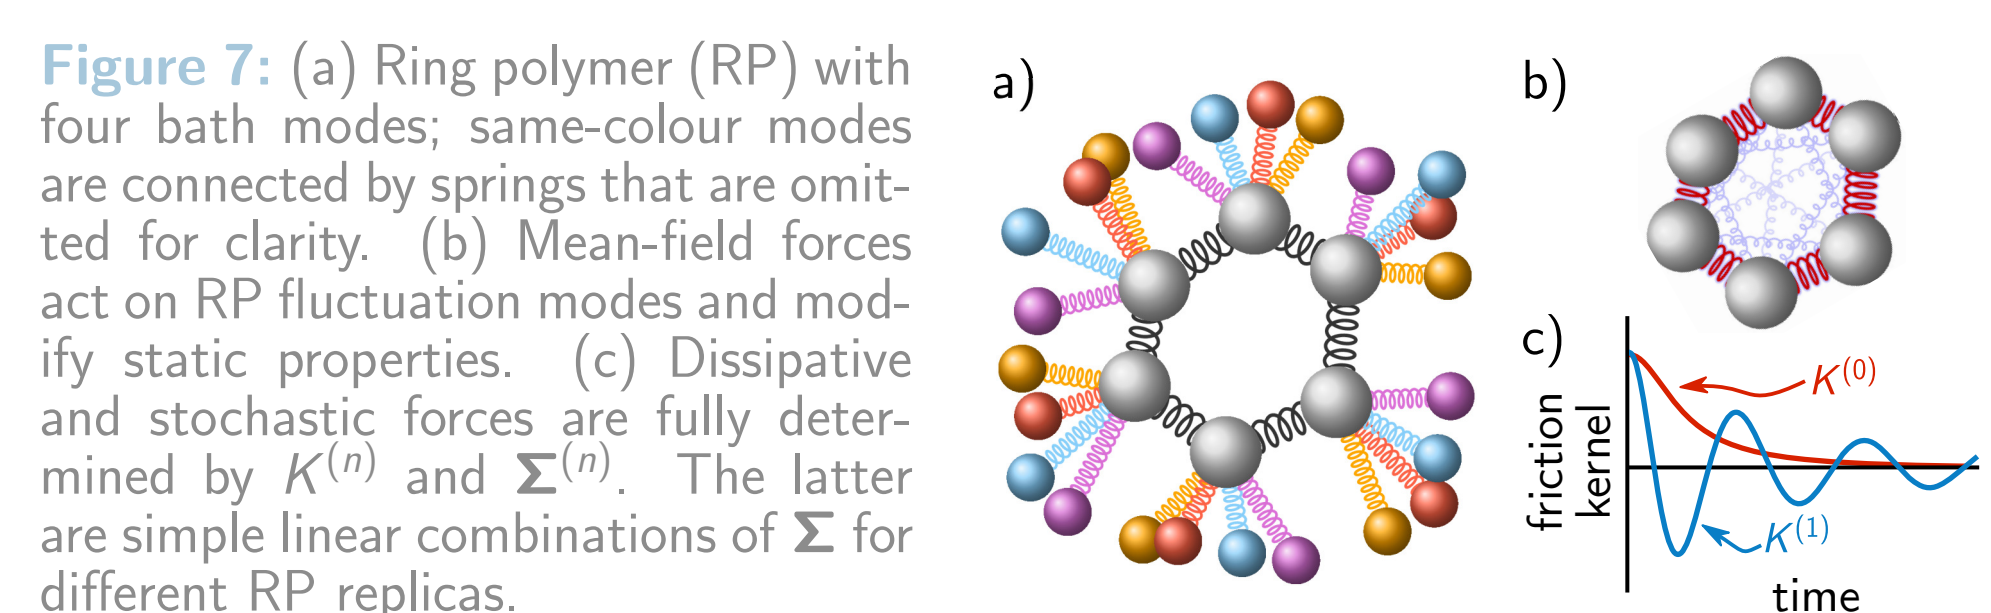 Figure 7: (a) Ring polymer (RP) with
four bath modes; same-colour modes
are connected by springs that are omit-
ted for clarity. (b) Mean-field forces
act on RP fluctuation modes and mod-
ify static properties. (c) Dissipative
and stochastic forces are fully deter-
mined by K⁽ⁿ⁾ and Σ⁽ⁿ⁾. The latter
are simple linear combinations of Σ for
different RP replicas.
a)
b)
c)
K⁽⁰⁾
K⁽¹⁾
friction
kernel
time